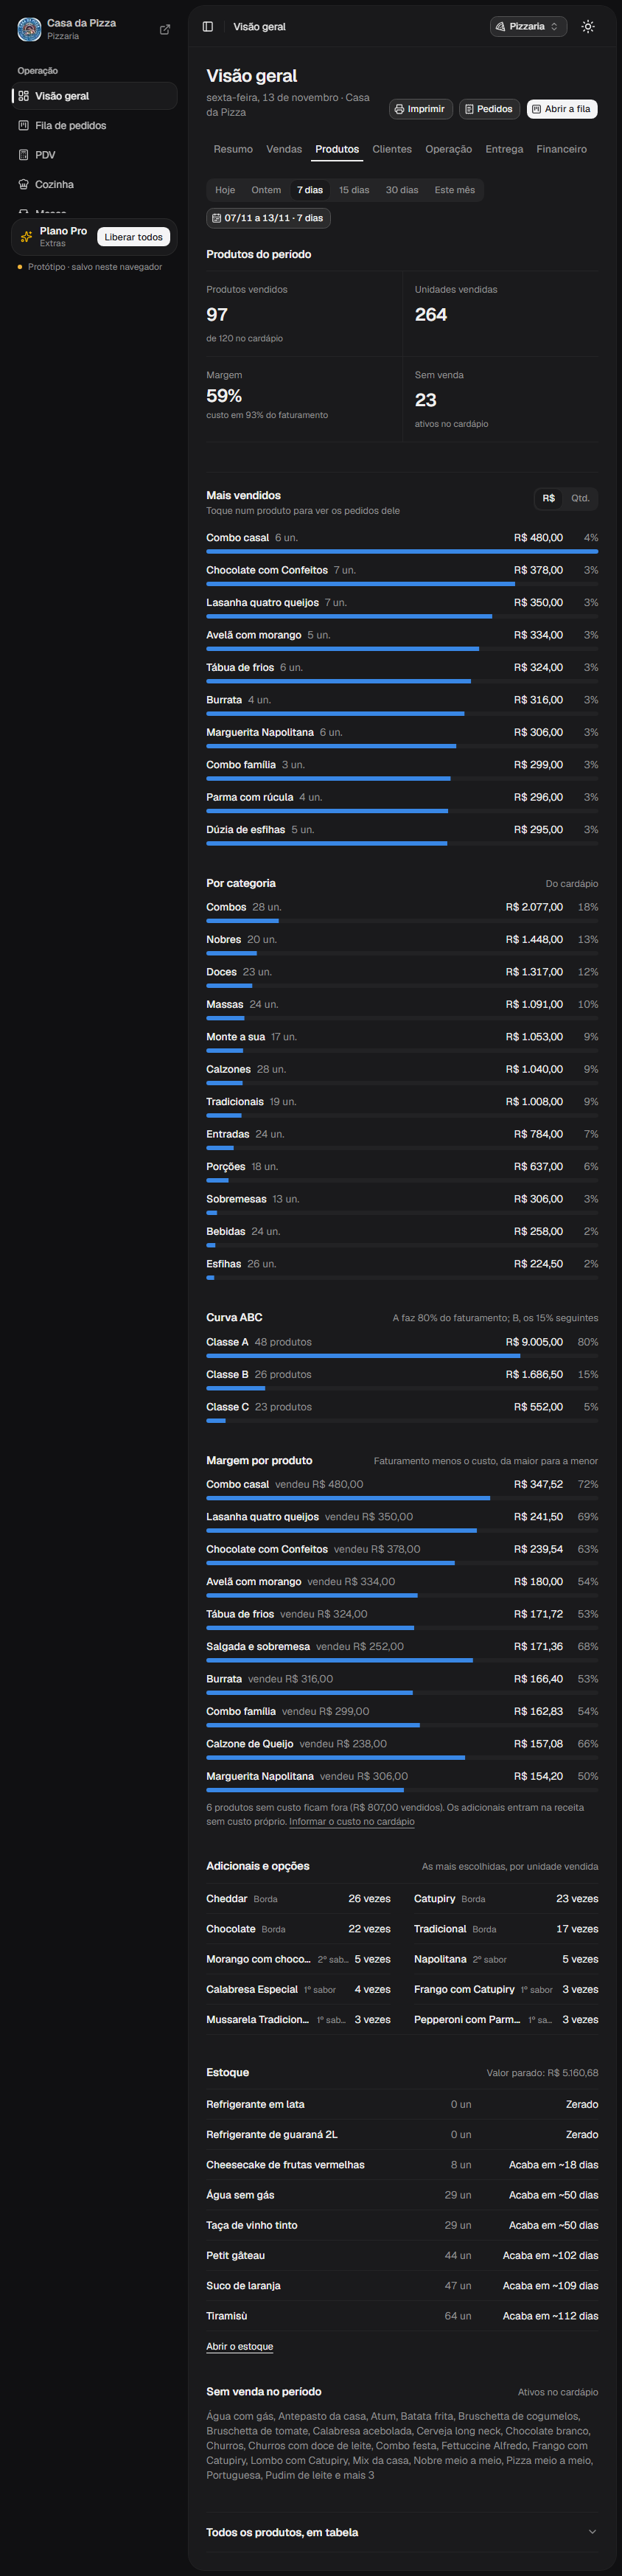 Casa da Pizza
Pizzaria
Operação
Visão geral
Fila de pedidos
PDV
Cozinha
Plano Pro
Extras
Liberar todos
Protótipo · salvo neste navegador
Visão geral
Pizzaria
Visão geral
sexta-feira, 13 de novembro · Casa
da Pizza
Imprimir
Pedidos
Abrir a fila
Resumo Vendas Produtos Clientes Operação Entrega Financeiro
Hoje Ontem 7 dias 15 dias 30 dias Este mês
07/11 a 13/11 · 7 dias
Produtos do período
Produtos vendidos
97
de 120 no cardápio
Unidades vendidas
264
Margem
59%
custo em 93% do faturamento
Sem venda
23
ativos no cardápio
Mais vendidos
Toque num produto para ver os pedidos dele
R$ Qtd.
Combo casal 6 un. R$ 480,00 4%
Chocolate com Confeitos 7 un. R$ 378,00 3%
Lasanha quatro queijos 7 un. R$ 350,00 3%
Avelã com morango 5 un. R$ 334,00 3%
Tábua de frios 6 un. R$ 324,00 3%
Burrata 4 un. R$ 316,00 3%
Marguerita Napolitana 6 un. R$ 306,00 3%
Combo família 3 un. R$ 299,00 3%
Parma com rúcula 4 un. R$ 296,00 3%
Dúzia de esfihas 5 un. R$ 295,00 3%
Por categoria Do cardápio
Combos 28 un. R$ 2.077,00 18%
Nobres 20 un. R$ 1.448,00 13%
Doces 23 un. R$ 1.317,00 12%
Massas 24 un. R$ 1.091,00 10%
Monte a sua 17 un. R$ 1.053,00 9%
Calzones 28 un. R$ 1.040,00 9%
Tradicionais 19 un. R$ 1.008,00 9%
Entradas 24 un. R$ 784,00 7%
Porções 18 un. R$ 637,00 6%
Sobremesas 13 un. R$ 306,00 3%
Bebidas 24 un. R$ 258,00 2%
Esfihas 26 un. R$ 224,50 2%
Curva ABC A faz 80% do faturamento; B, os 15% seguintes
Classe A 48 produtos R$ 9.005,00 80%
Classe B 26 produtos R$ 1.686,50 15%
Classe C 23 produtos R$ 552,00 5%
Margem por produto Faturamento menos o custo, da maior para a menor
Combo casal vendeu R$ 480,00 R$ 347,52 72%
Lasanha quatro queijos vendeu R$ 350,00 R$ 241,50 69%
Chocolate com Confeitos vendeu R$ 378,00 R$ 239,54 63%
Avelã com morango vendeu R$ 334,00 R$ 180,00 54%
Tábua de frios vendeu R$ 324,00 R$ 171,72 53%
Salgada e sobremesa vendeu R$ 252,00 R$ 171,36 68%
Burrata vendeu R$ 316,00 R$ 166,40 53%
Combo família vendeu R$ 299,00 R$ 162,83 54%
Calzone de Queijo vendeu R$ 238,00 R$ 157,08 66%
Marguerita Napolitana vendeu R$ 306,00 R$ 154,20 50%
6 produtos sem custo ficam fora (R$ 807,00 vendidos). Os adicionais entram na receita
sem custo próprio. Informar o custo no cardápio
Adicionais e opções As mais escolhidas, por unidade vendida
Cheddar Borda 26 vezes Catupiry Borda 23 vezes
Chocolate Borda 22 vezes Tradicional Borda 17 vezes
Morango com choco... 2º sab... 5 vezes Napolitana 2º sabor 5 vezes
Calabresa Especial 1º sabor 4 vezes Frango com Catupiry 1º sabor 3 vezes
Mussarela Tradicion... 1º sab... 3 vezes Pepperoni com Parm... 1º sa... 3 vezes
Estoque Valor parado: R$ 5.160,68
Refrigerante em lata 0 un Zerado
Refrigerante de guaraná 2L 0 un Zerado
Cheesecake de frutas vermelhas 8 un Acaba em ~18 dias
Água sem gás 29 un Acaba em ~50 dias
Taça de vinho tinto 29 un Acaba em ~50 dias
Petit gâteau 44 un Acaba em ~102 dias
Suco de laranja 47 un Acaba em ~109 dias
Tiramisù 64 un Acaba em ~112 dias
Abrir o estoque
Sem venda no período Ativos no cardápio
Água com gás, Antepasto da casa, Atum, Batata frita, Bruschetta de cogumelos,
Bruschetta de tomate, Calabresa acebolada, Cerveja long neck, Chocolate branco,
Churros, Churros com doce de leite, Combo festa, Fettuccine Alfredo, Frango com
Catupiry, Lombo com Catupiry, Mix da casa, Nobre meio a meio, Pizza meio a meio,
Portuguesa, Pudim de leite e mais 3
Todos os produtos, em tabela